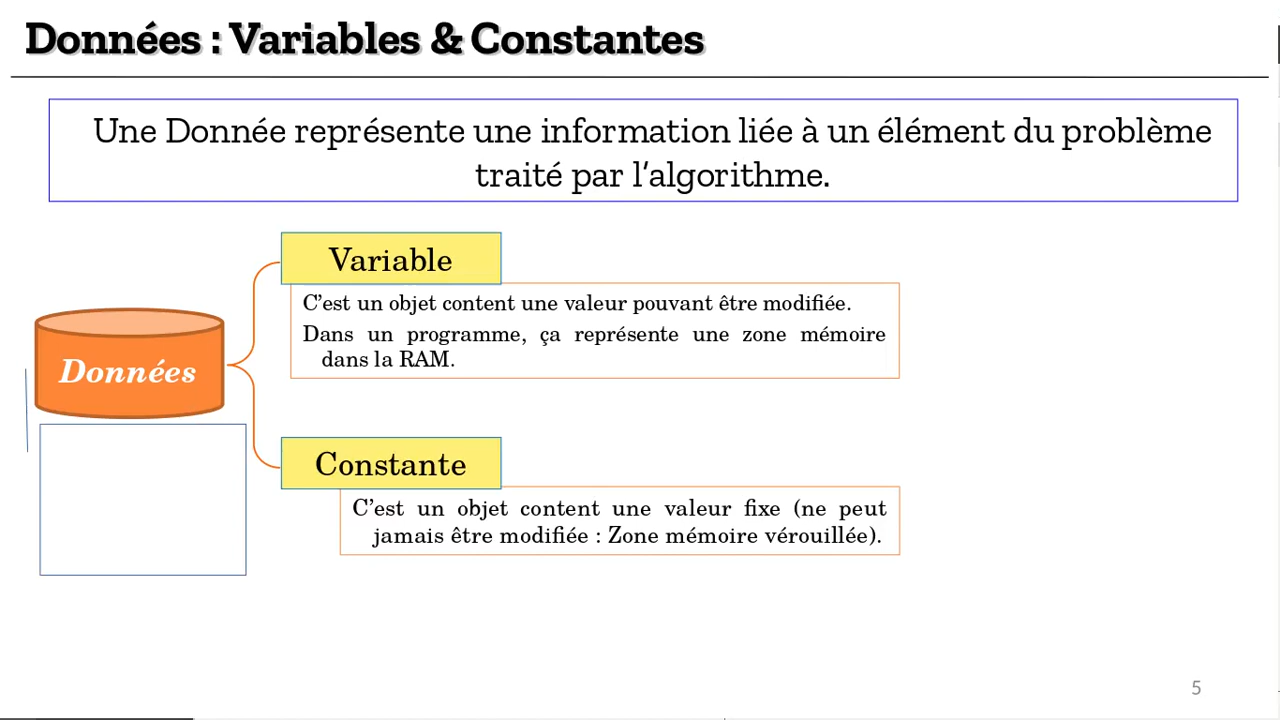 Données : Variables & Constantes
Une Donnée représente une information liée à un élément du problème
traité par l'algorithme.
Variable
C'est un objet content une valeur pouvant être modifiée.
Dans un programme, ça représente une zone mémoire
dans la RAM.
Données
Constante
C'est un objet content une valeur fixe (ne peut
jamais être modifiée : Zone mémoire vérouillée).
5